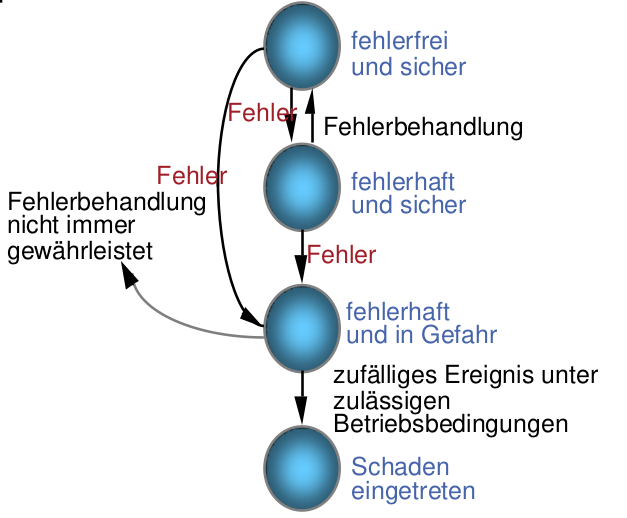 fehlerfrei
und sicher
Fehler
Fehlerbehandlung
Fehler
fehlerhaft
und sicher
Fehlerbehandlung
nicht immer
gewährleistet
Fehler
fehlerhaft
und in Gefahr
zufälliges Ereignis unter
zulässigen
Betriebsbedingungen
Schaden
eingetreten